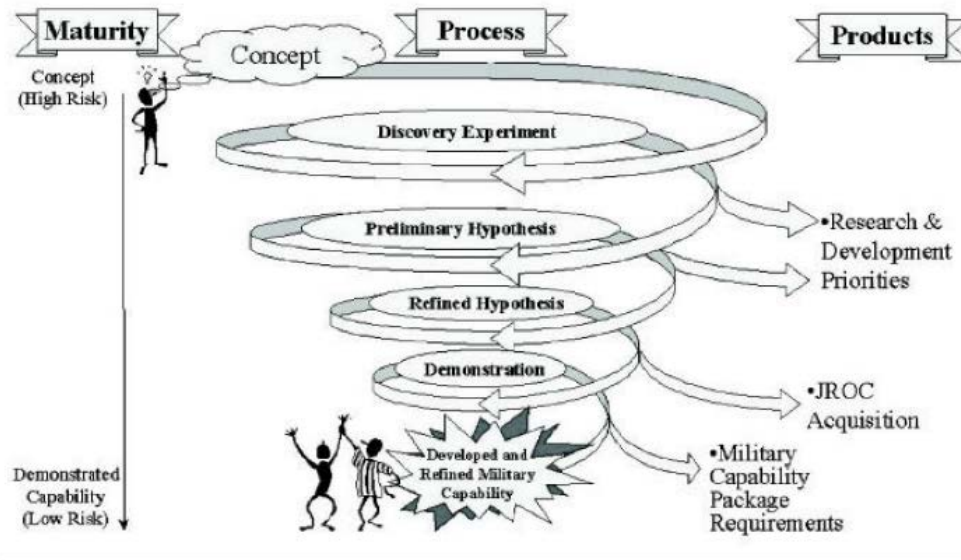 Maturity
Process
Products
Concept
Concept
(High Risk)
Discovery Experiment
Preliminary Hypothesis
•Research &
Development
Priorities
Refined Hypothesis
Demonstration
•JROC
Acquisition
Developed and
Refined Military
Capability
•Military
Capability
Package
Requirements
Demonstrated
Capability
(Low Risk)